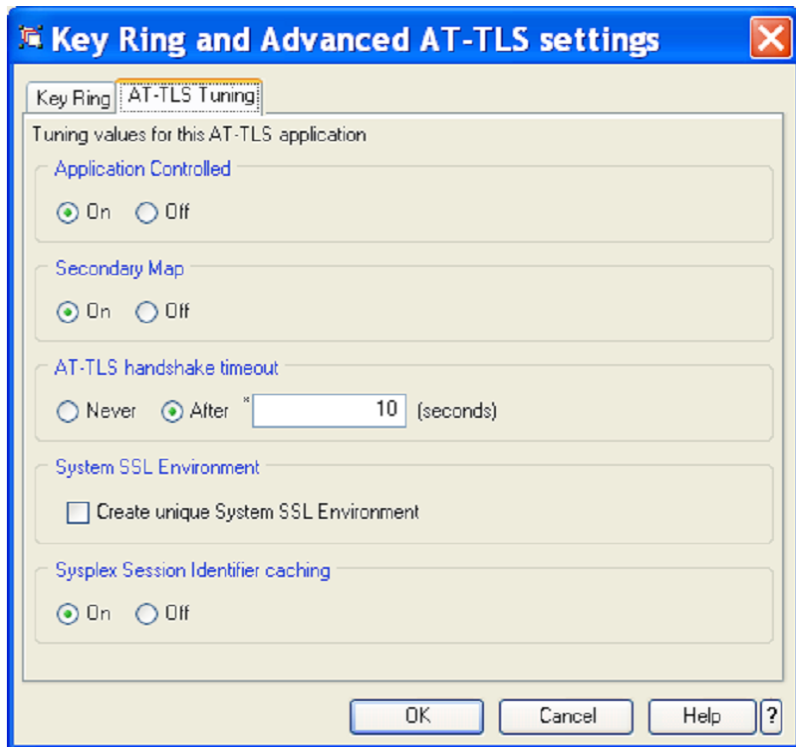 Key Ring and Advanced AT-TLS settings
Key Ring AT-TLS Tuning
Tuning values for this AT-TLS application
Application Controlled
On Off
Secondary Map
On Off
AT-TLS handshake timeout
Never After * 10 (seconds)
System SSL Environment
Create unique System SSL Environment
Sysplex Session Identifier caching
On Off
OK Cancel Help ?